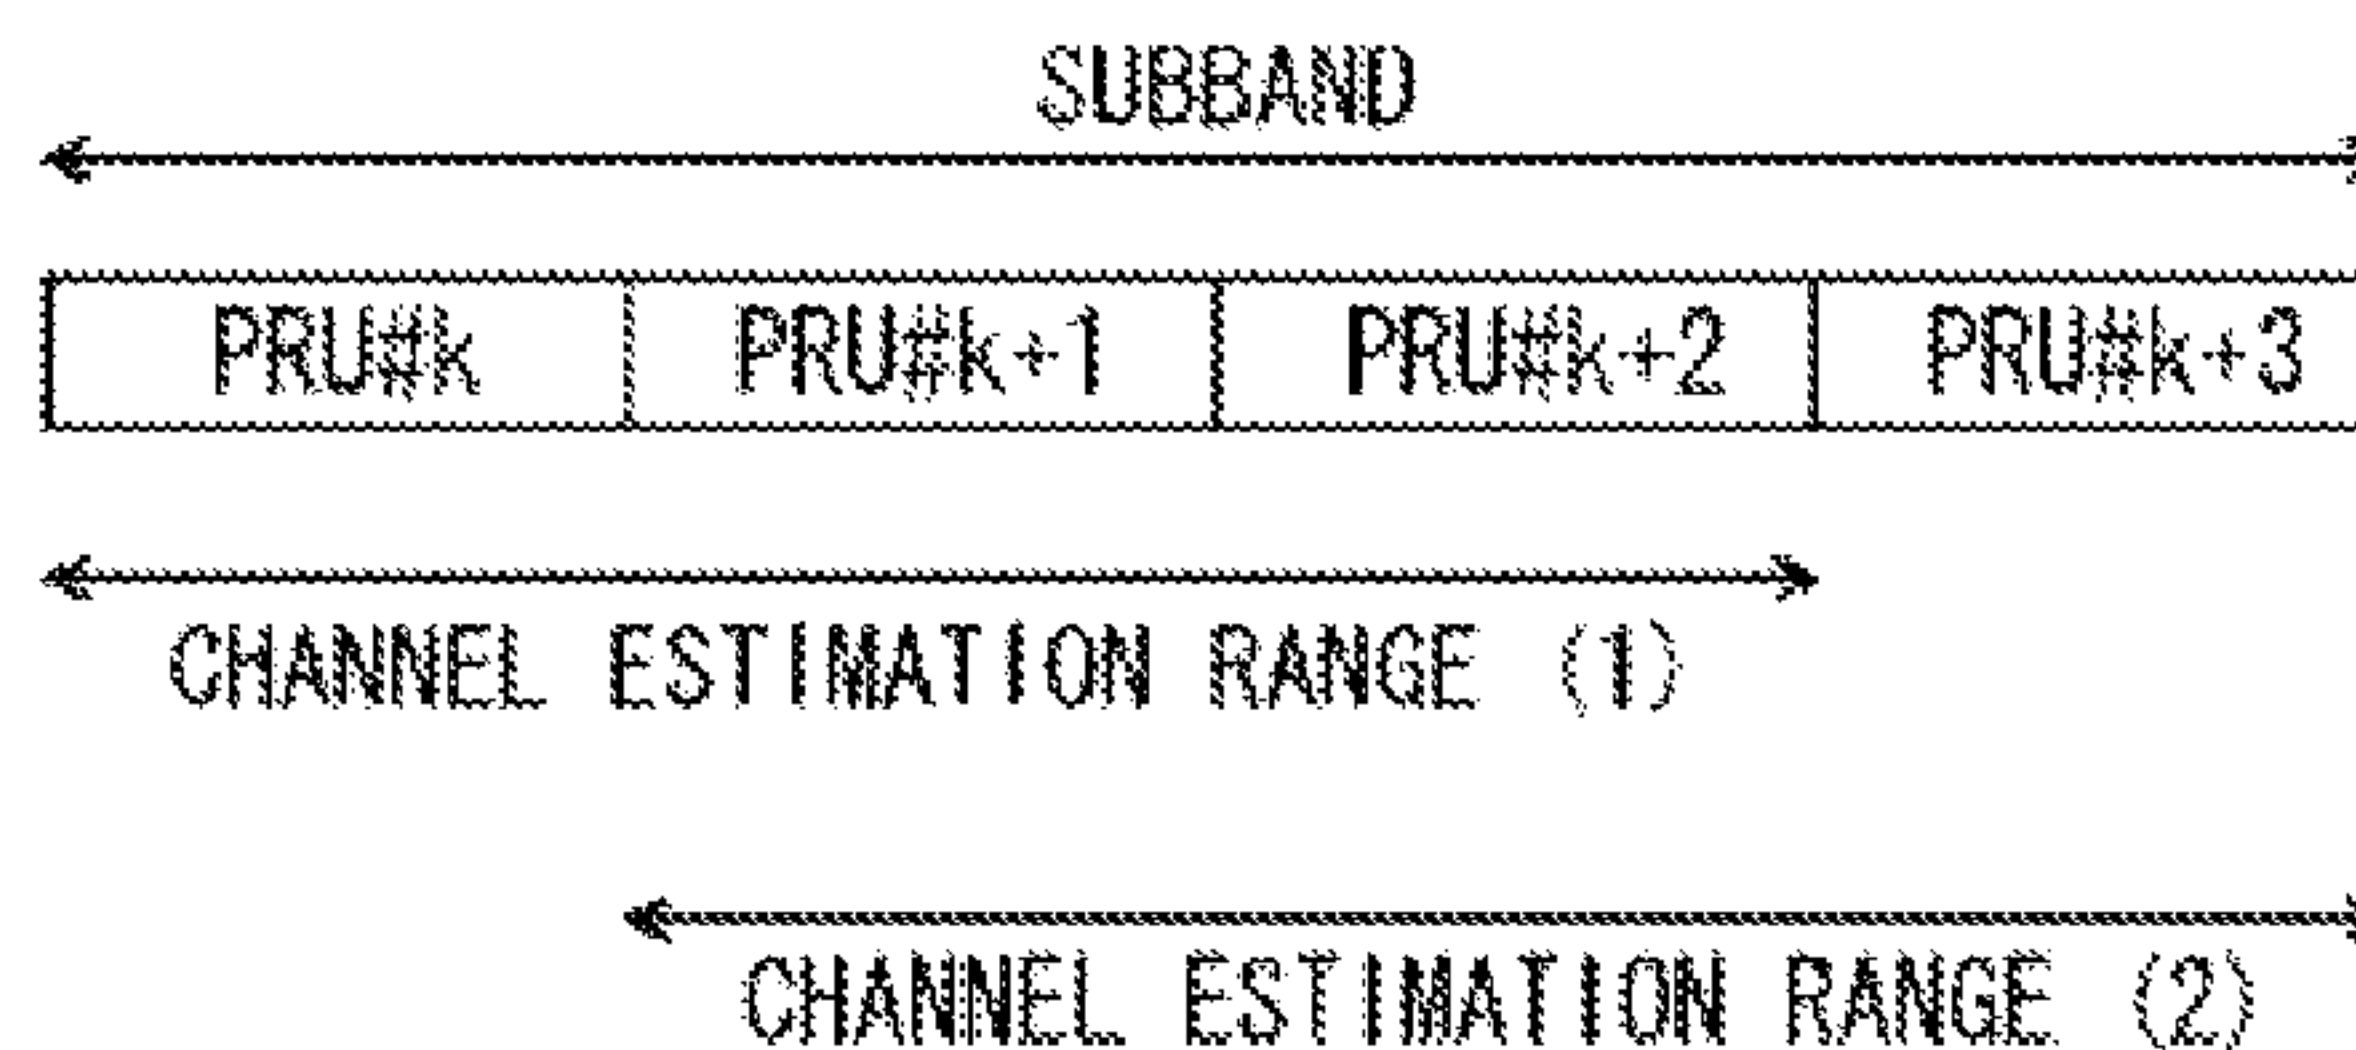 SUBBAND
PRU#k PRU#k+1 PRU#k+2 PRU#k+3
CHANNEL ESTIMATION RANGE (1)
CHANNEL ESTIMATION RANGE (2)